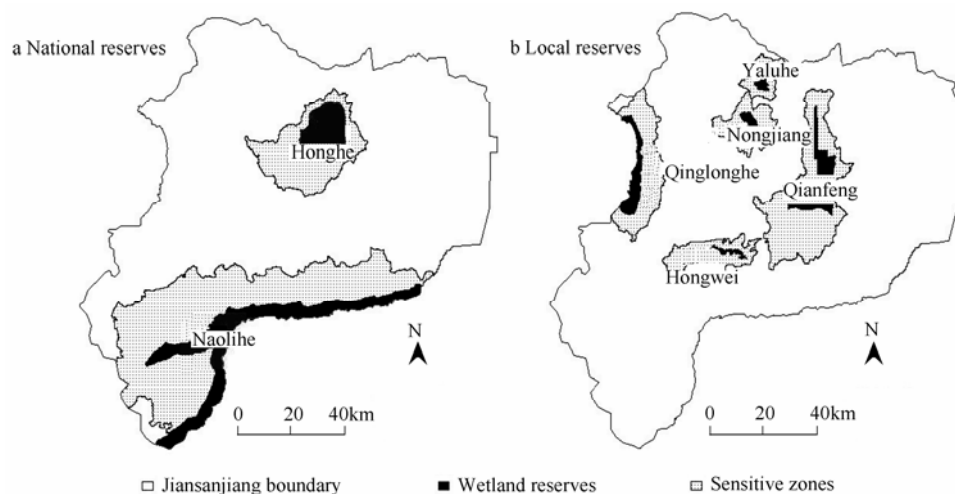 a National reserves
Honghe
Naolihe
N
0 20 40km
b Local reserves
Yaluhe
Nongjiang
Qinglonghe
Qianfeng
Hongwei
N
0 20 40km
Jiansanjiang boundary
Wetland reserves
Sensitive zones